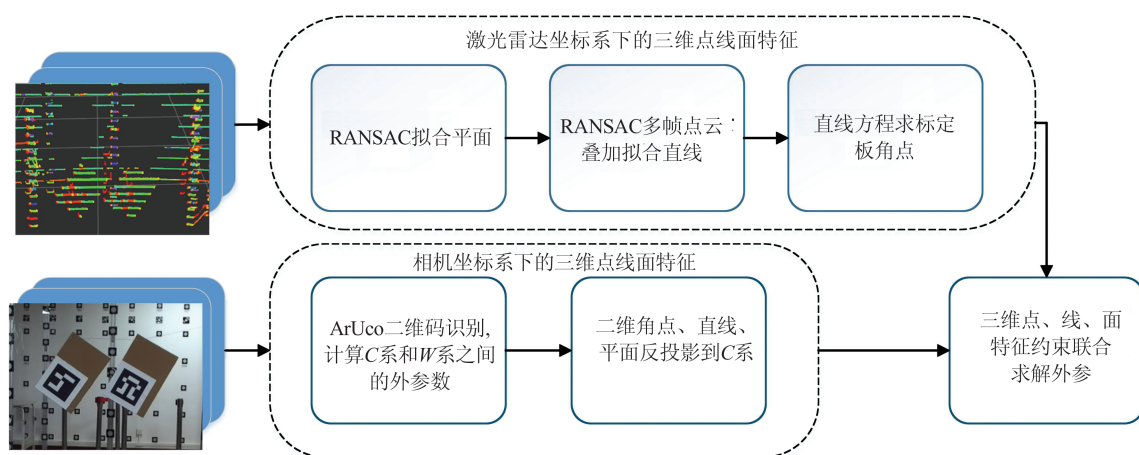 激光雷达坐标系下的三维点线面特征
RANSAC拟合平面
RANSAC多帧点云
叠加拟合直线
直线方程求标定
板角点
相机坐标系下的三维点线面特征
ArUco二维码识别,
计算C系和W系之间
的外参数
二维角点、直线、
平面反投影到C系
三维点、线、面
特征约束联合
求解外参